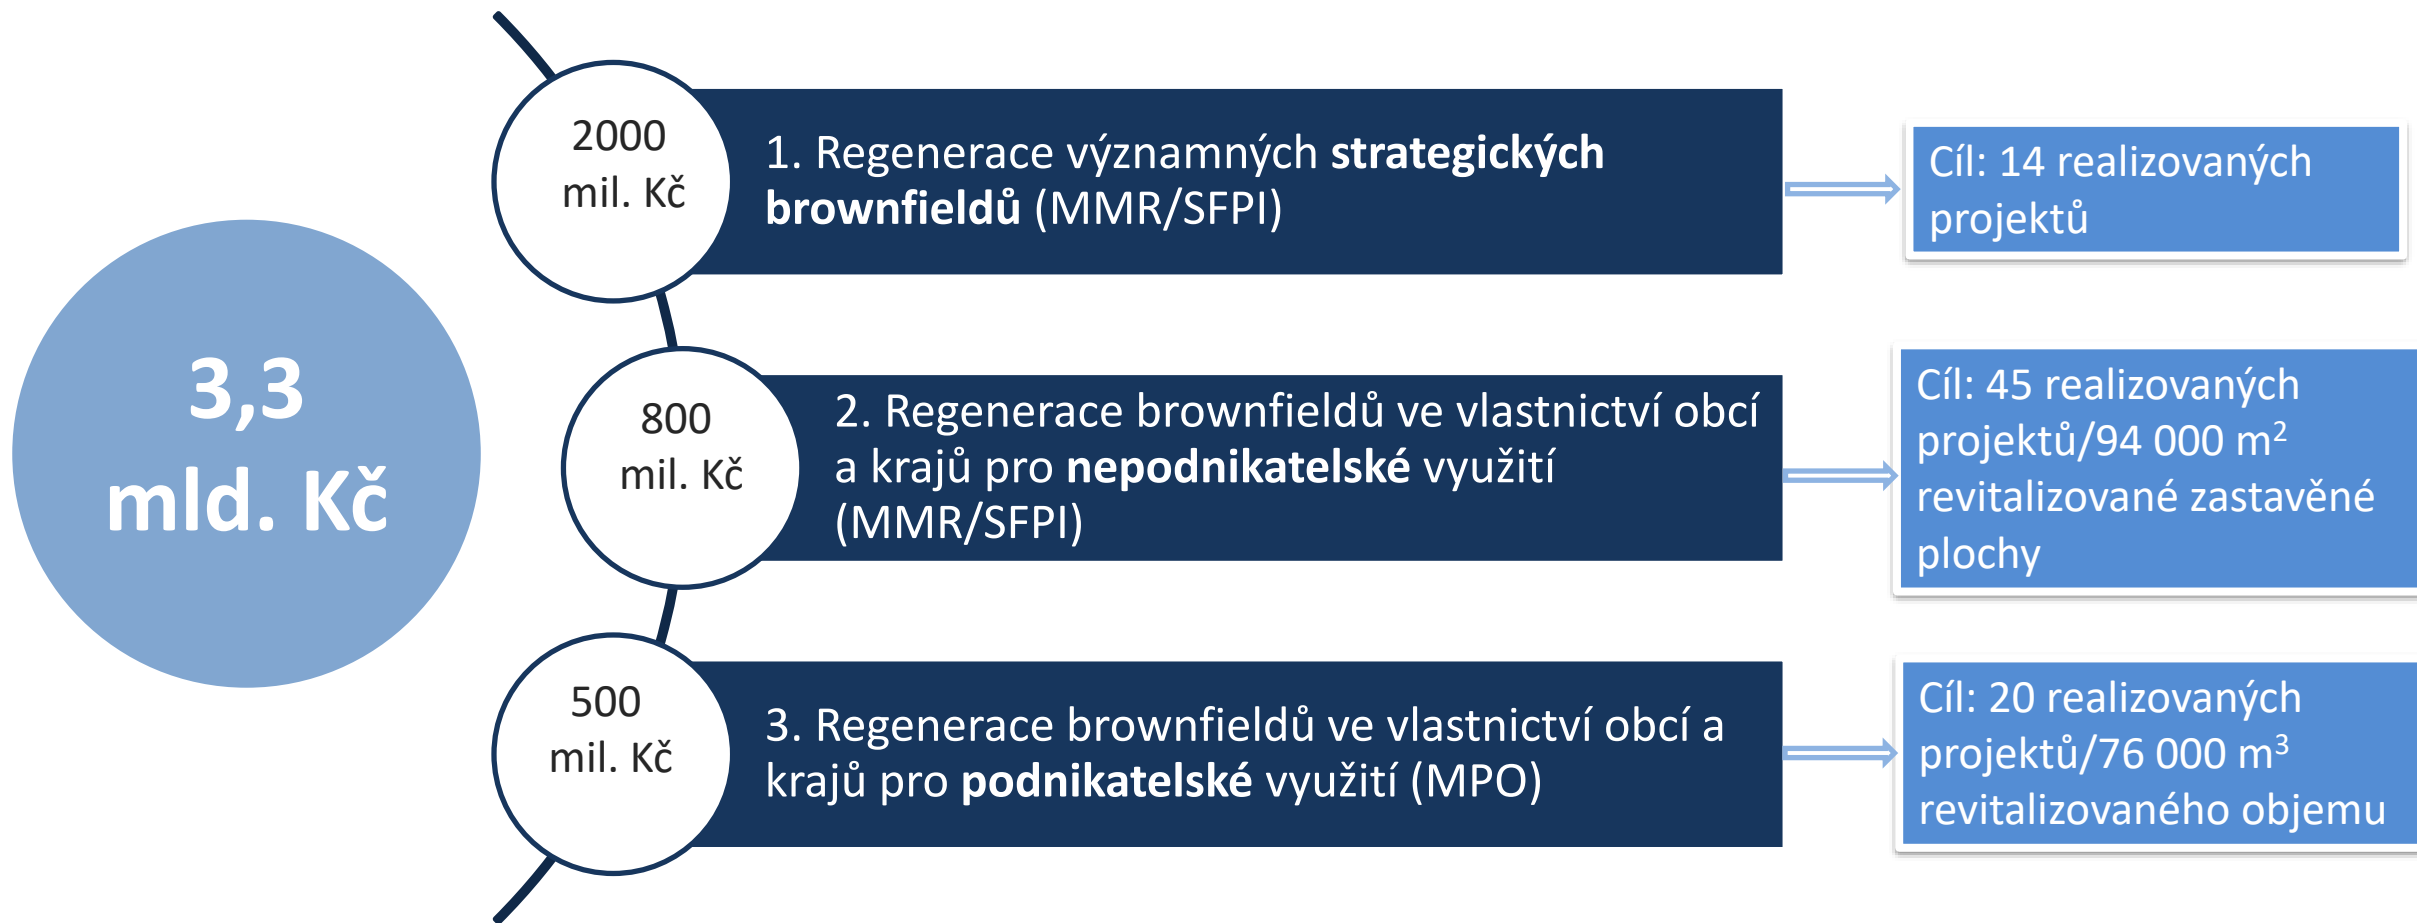 3,3
mld. Kč
2000
mil. Kč
1. Regenerace významných strategických
brownfieldů (MMR/SFPI)
Cíl: 14 realizovaných
projektů
800
mil. Kč
2. Regenerace brownfieldů ve vlastnictví obcí
a krajů pro nepodnikatelské využití
(MMR/SFPI)
Cíl: 45 realizovaných
projektů/94 000 m²
revitalizované zastavěné
plochy
500
mil. Kč
3. Regenerace brownfieldů ve vlastnictví obcí a
krajů pro podnikatelské využití (MPO)
Cíl: 20 realizovaných
projektů/76 000 m³
revitalizovaného objemu